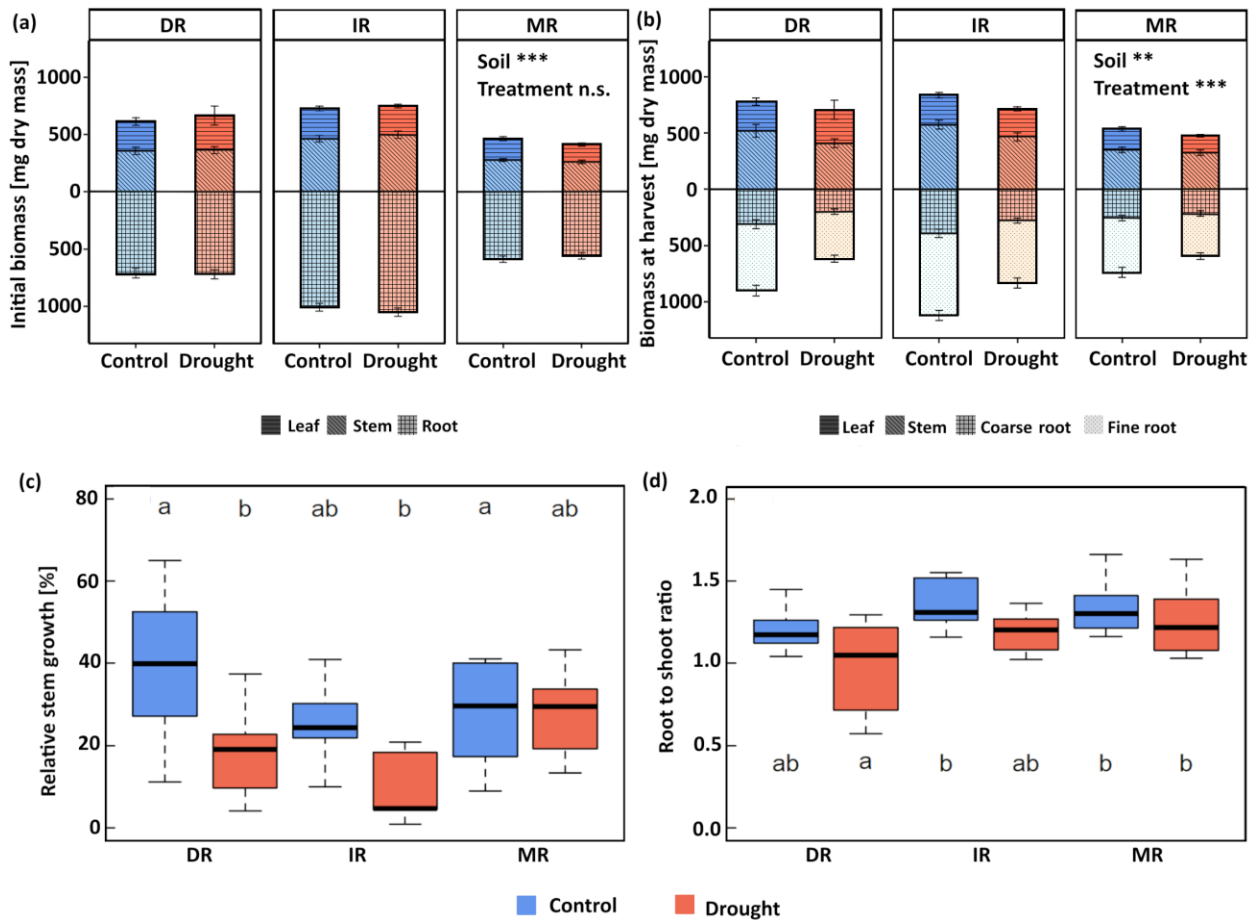 (a)
DR IR MR
Soil ***
Treatment n.s.
Initial biomass [mg dry mass]
1000
500
0
500
1000
Control Drought Control Drought Control Drought
Leaf Stem Root
(b)
DR IR MR
Soil **
Treatment ***
Biomass at harvest [mg dry mass]
1000
500
0
500
1000
Control Drought Control Drought Control Drought
Leaf Stem Coarse root Fine root
(c)
Relative stem growth [%]
80
60
40
20
0
a b ab b a ab
DR IR MR
(d)
Root to shoot ratio
2.0
1.5
1.0
0.5
0.0
ab a b ab b b
DR IR MR
Control Drought